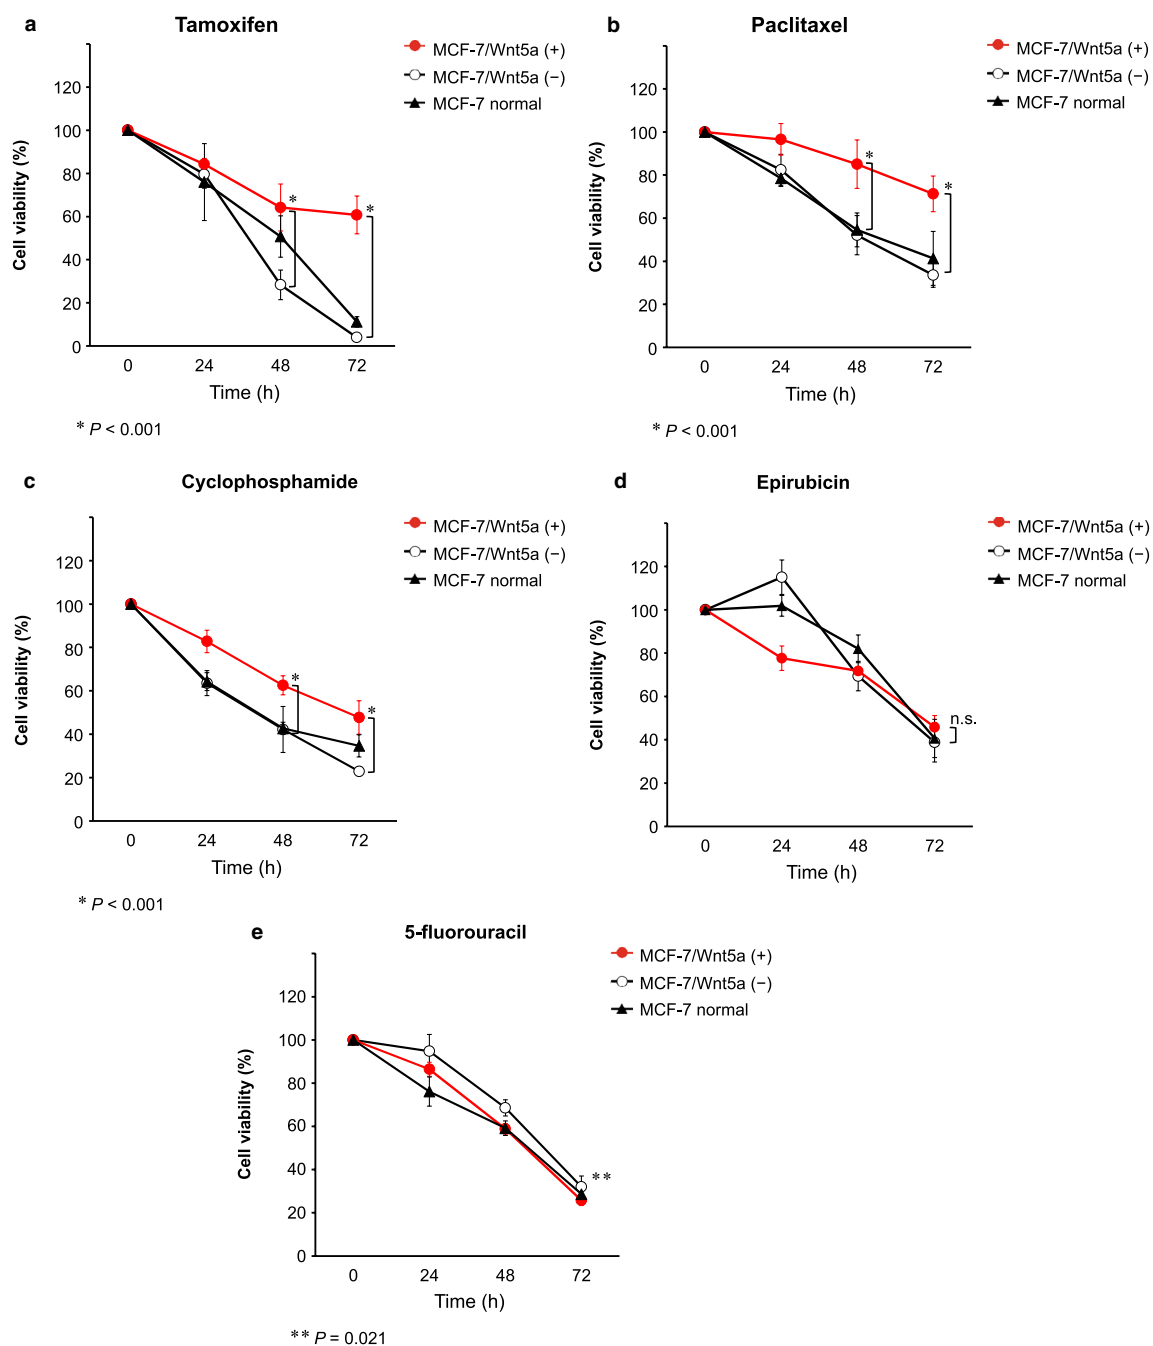 a
Tamoxifen
MCF-7/Wnt5a (+)
MCF-7/Wnt5a (−)
MCF-7 normal
Cell viability (%)
120
100
80
60
40
20
0
*
*
0 24 48 72
Time (h)
* P < 0.001
b
Paclitaxel
MCF-7/Wnt5a (+)
MCF-7/Wnt5a (−)
MCF-7 normal
Cell viability (%)
120
100
80
60
40
20
0
*
*
0 24 48 72
Time (h)
* P < 0.001
c
Cyclophosphamide
MCF-7/Wnt5a (+)
MCF-7/Wnt5a (−)
MCF-7 normal
Cell viability (%)
120
100
80
60
40
20
0
*
*
0 24 48 72
Time (h)
* P < 0.001
d
Epirubicin
MCF-7/Wnt5a (+)
MCF-7/Wnt5a (−)
MCF-7 normal
Cell viability (%)
120
100
80
60
40
20
0
n.s.
0 24 48 72
Time (h)
e
5-fluorouracil
MCF-7/Wnt5a (+)
MCF-7/Wnt5a (−)
MCF-7 normal
Cell viability (%)
120
100
80
60
40
20
0
**
0 24 48 72
Time (h)
** P = 0.021